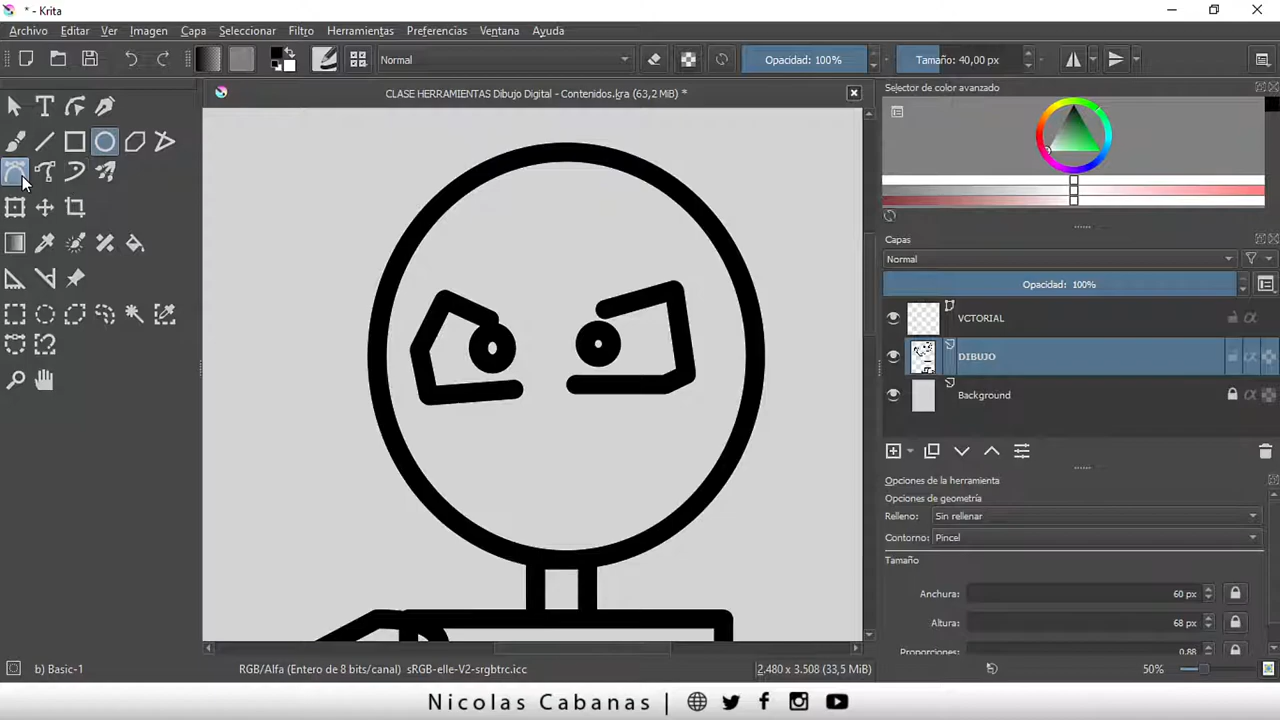 * - Krita
Archivo Editar Ver Imagen Capa Seleccionar Filtro Herramientas Preferencias Ventana Ayuda
Normal Opacidad: 100% Tamaño: 40,00 px
CLASE HERRAMIENTAS Dibujo Digital - Contenidos.kra (63,2 MiB) *
Selector de color avanzado
Capas
Normal
Opacidad: 100%
VCTORIAL
DIBUJO
Background
Opciones de la herramienta
Opciones de geometría
Relleno: Sin rellenar
Contorno: Pincel
Tamaño
Anchura: 60 px
Altura: 68 px
Proporciones: 0.88
b) Basic-1 RGB/Alfa (Entero de 8 bits/canal) sRGB-elle-V2-srgbtrc.icc 2.480 x 3.508 (33,5 MiB) 50%
Nicolas Cabanas |